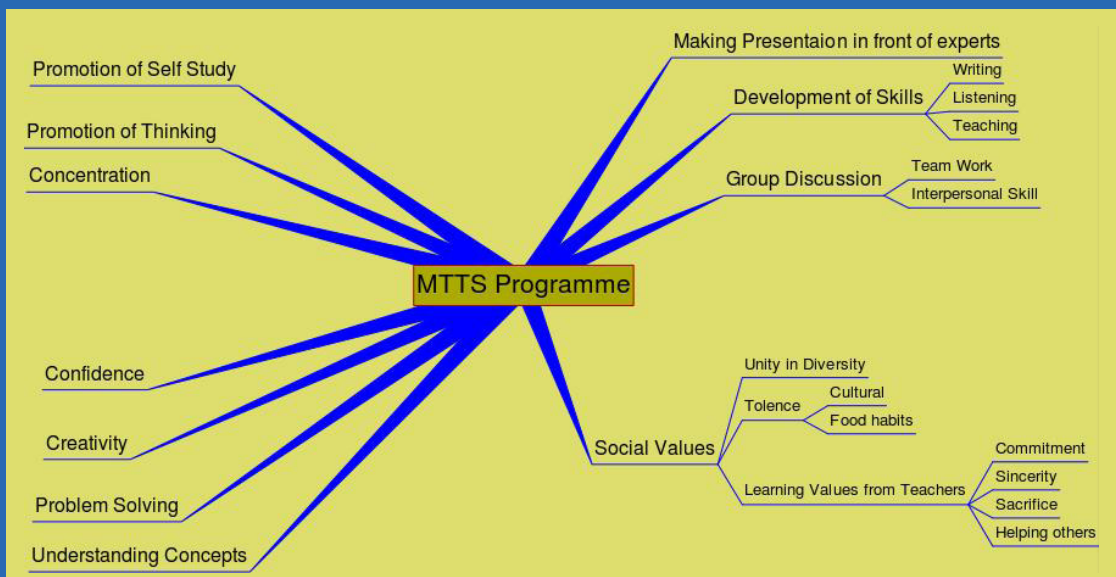 Promotion of Self Study
Promotion of Thinking
Concentration
Making Presentaion in front of experts
Development of Skills
Writing
Listening
Teaching
Group Discussion
Team Work
Interpersonal Skill
MTTS Programme
Confidence
Creativity
Problem Solving
Understanding Concepts
Social Values
Unity in Diversity
Tolence
Cultural
Food habits
Learning Values from Teachers
Commitment
Sincerity
Sacrifice
Helping others